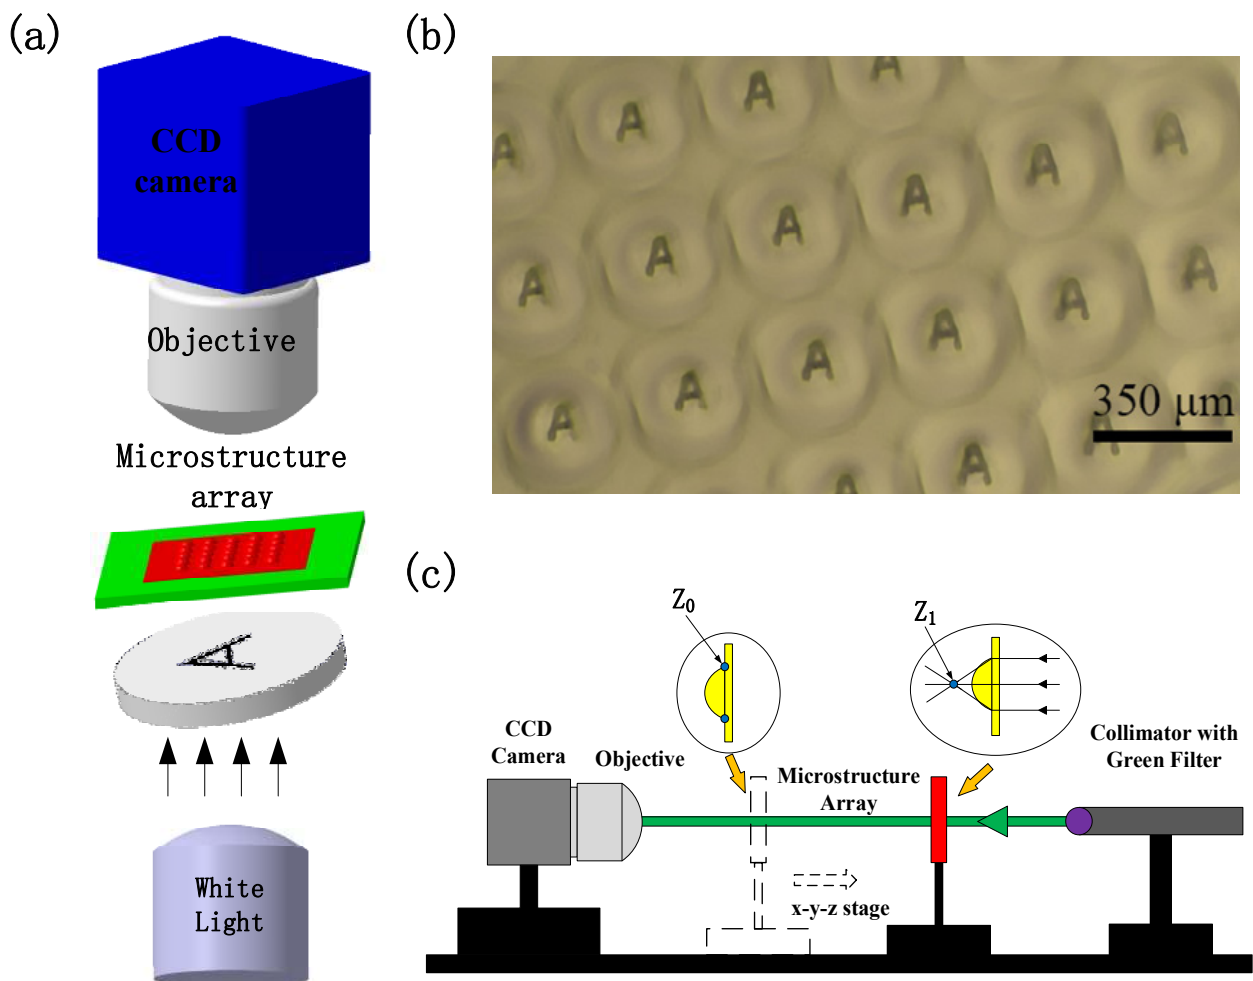 (a)
CCD
camera
Objective
Microstructure
array
A
White
Light
(b)
A A A
A A A A A
A A A A A
A A A A A
A A A
350 μm
(c)
Z0
Z1
CCD
Camera
Objective
Microstructure
Array
Collimator with
Green Filter
x-y-z stage